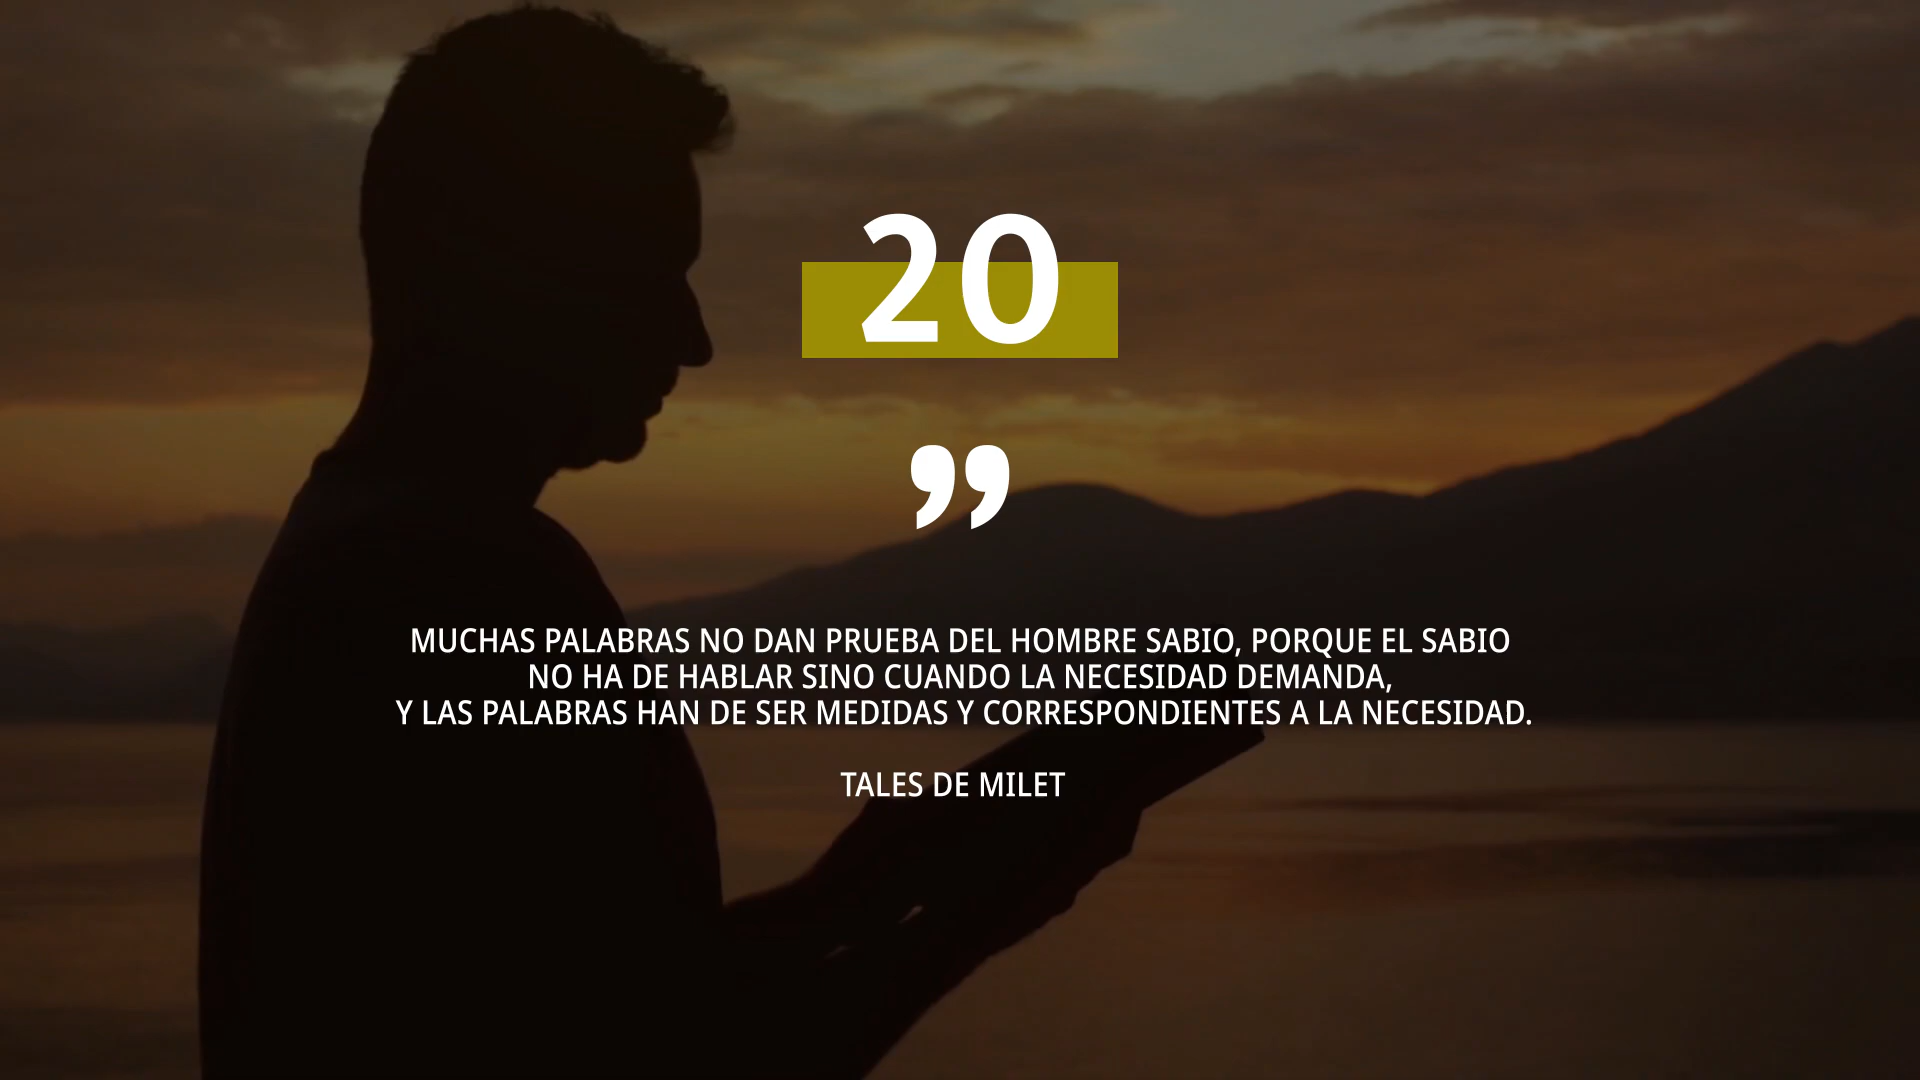 20
”
MUCHAS PALABRAS NO DAN PRUEBA DEL HOMBRE SABIO, PORQUE EL SABIO
NO HA DE HABLAR SINO CUANDO LA NECESIDAD DEMANDA,
Y LAS PALABRAS HAN DE SER MEDIDAS Y CORRESPONDIENTES A LA NECESIDAD.
TALES DE MILET